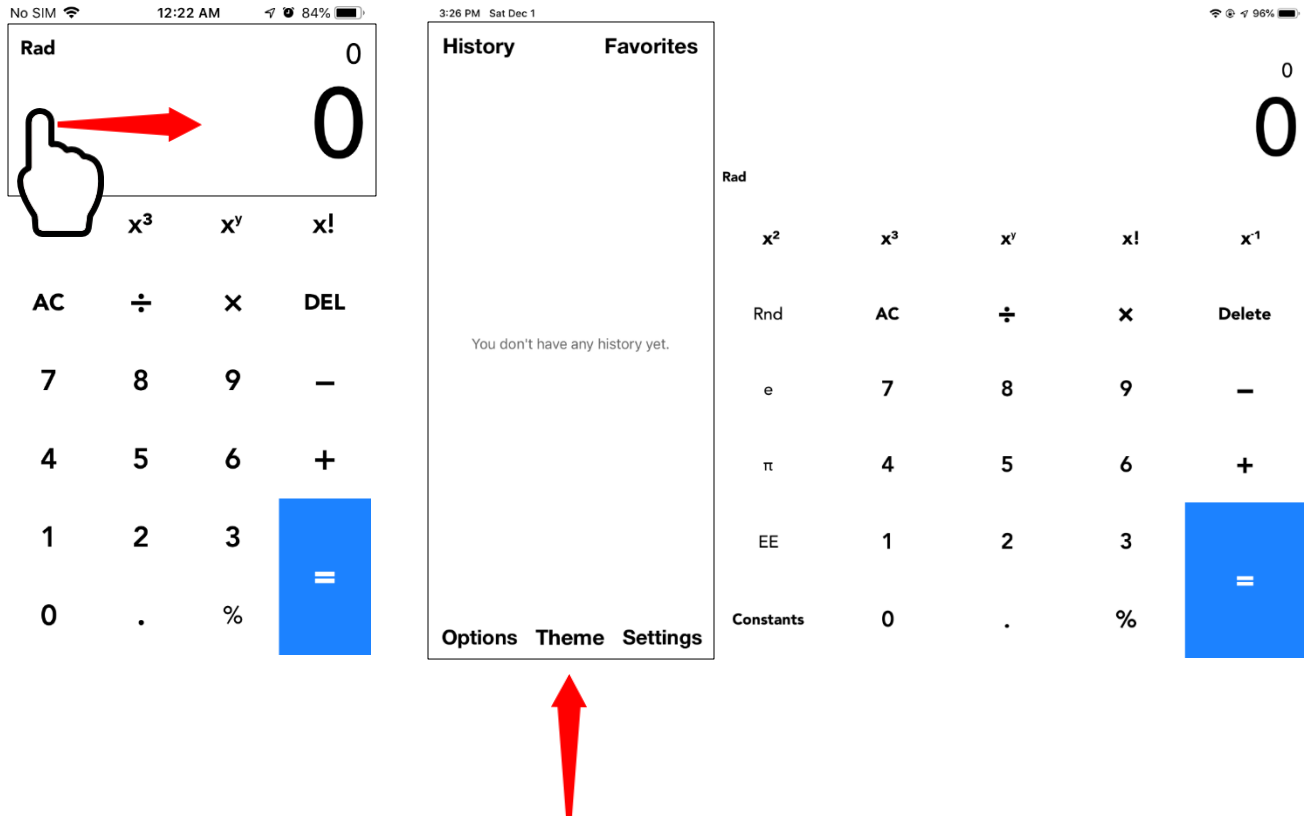 No SIM 12:22 AM 84%
Rad
0
0
x³ xʸ x!
AC ÷ × DEL
7 8 9 −
4 5 6 +
1 2 3
=
0 . %
3:26 PM Sat Dec 1 96%
History Favorites
You don't have any history yet.
Options Theme Settings
0
0
Rad
x² x³ xʸ x! x⁻¹
Rnd AC ÷ × Delete
e 7 8 9 −
π 4 5 6 +
EE 1 2 3
=
Constants 0 . %